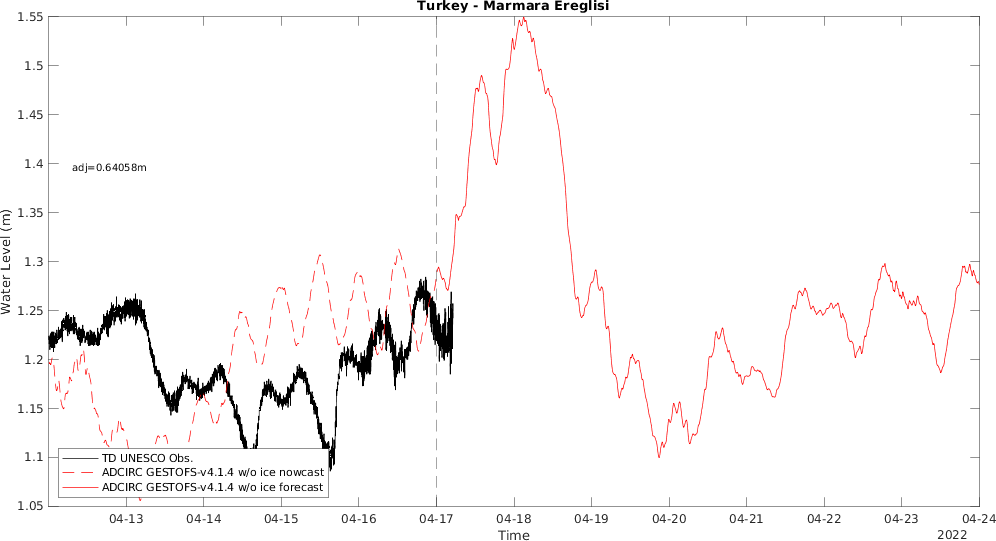 Turkey - Marmara Ereglisi
Water Level (m)
1.55
1.5
1.45
1.4
1.35
1.3
1.25
1.2
1.15
1.1
1.05
adj=0.64058m
TD UNESCO Obs.
ADCIRC GESTOFS-v4.1.4 w/o ice nowcast
ADCIRC GESTOFS-v4.1.4 w/o ice forecast
04-13 04-14 04-15 04-16 04-17 04-18 04-19 04-20 04-21 04-22 04-23 04-24
Time
2022